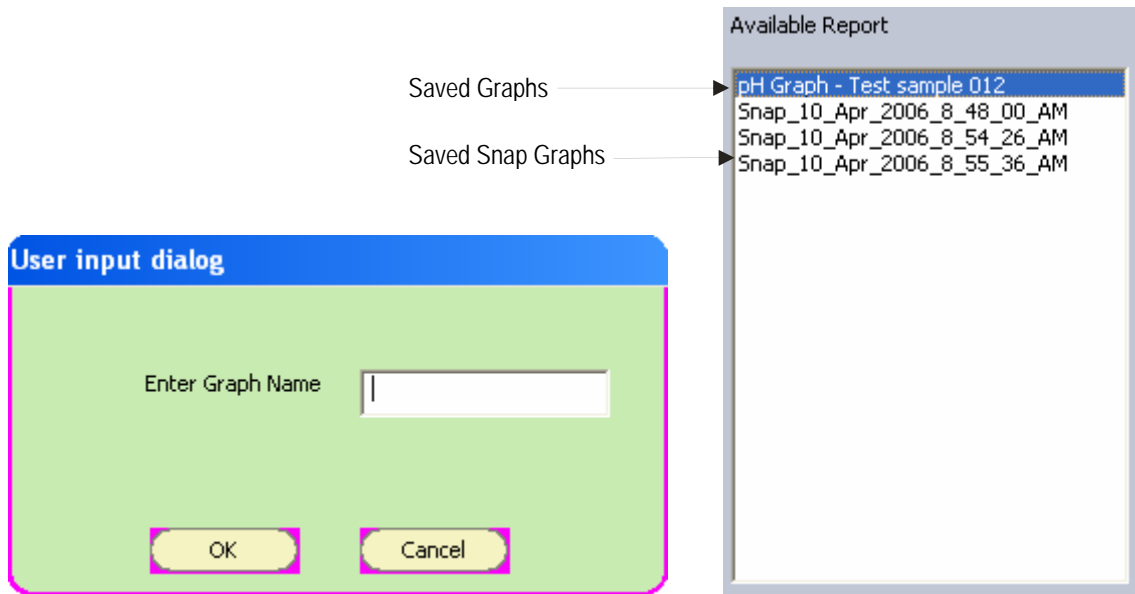 Available Report
Saved Graphs
pH Graph - Test sample 012
Snap_10_Apr_2006_8_48_00_AM
Snap_10_Apr_2006_8_54_26_AM
Saved Snap Graphs
Snap_10_Apr_2006_8_55_36_AM
User input dialog
Enter Graph Name
OK
Cancel